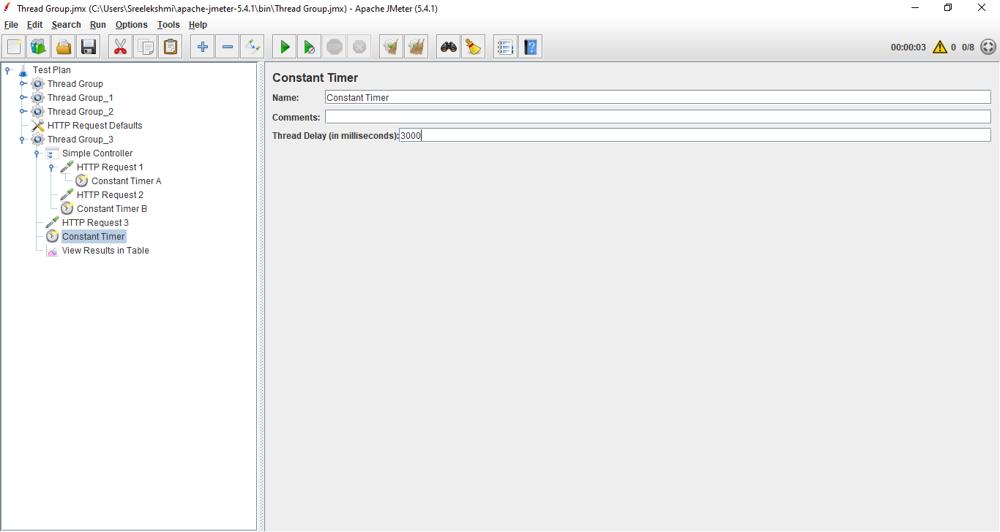 Thread Group.jmx (C:\Users\Sreelekshmi\apache-jmeter-5.4.1\bin\Thread Group.jmx) - Apache JMeter (5.4.1)
File Edit Search Run Options Tools Help
STOP
00:00:03 0 0/8
Test Plan
Thread Group
Thread Group_1
Thread Group_2
HTTP Request Defaults
Thread Group_3
Simple Controller
HTTP Request 1
Constant Timer A
HTTP Request 2
Constant Timer B
HTTP Request 3
Constant Timer
View Results in Table
Constant Timer
Name: Constant Timer
Comments:
Thread Delay (in milliseconds): 3000